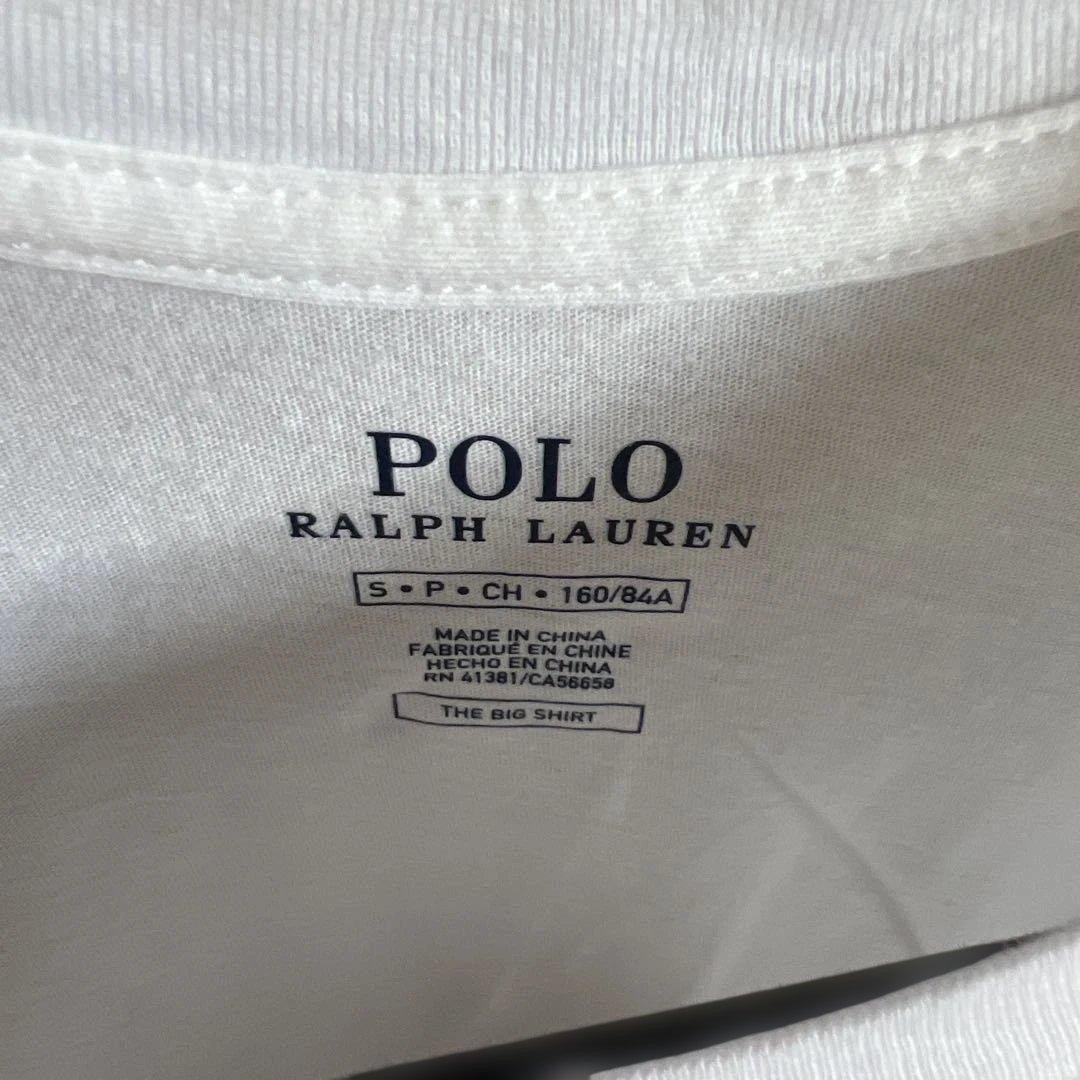 POLO
RALPH LAUREN
S • P • CH • 160/84A
MADE IN CHINA
FABRIQUÉ EN CHINE
HECHO EN CHINA
RN 41381/CA56658
THE BIG SHIRT